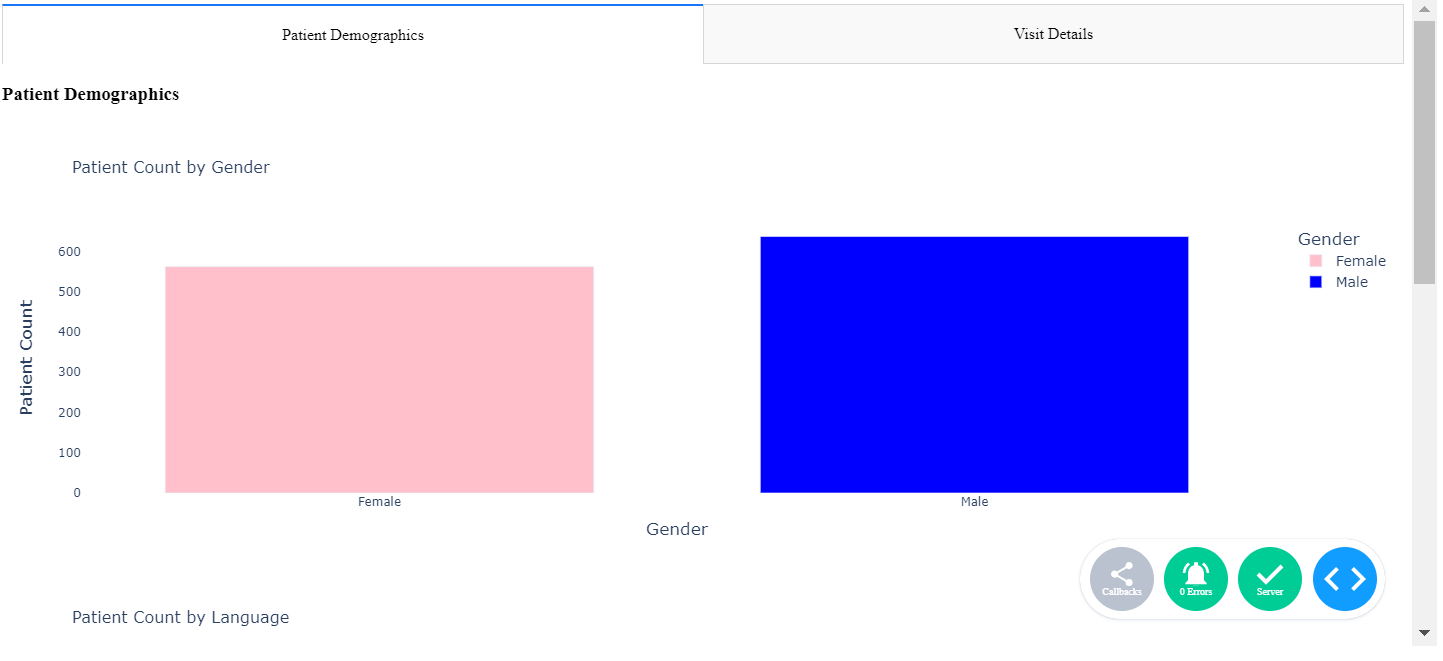 Patient Demographics
Visit Details
Patient Demographics
Patient Count by Gender
Patient Count
600
500
400
300
200
100
0
Female
Male
Gender
Gender
Female
Male
Callbacks
0 Errors
Server
Patient Count by Language